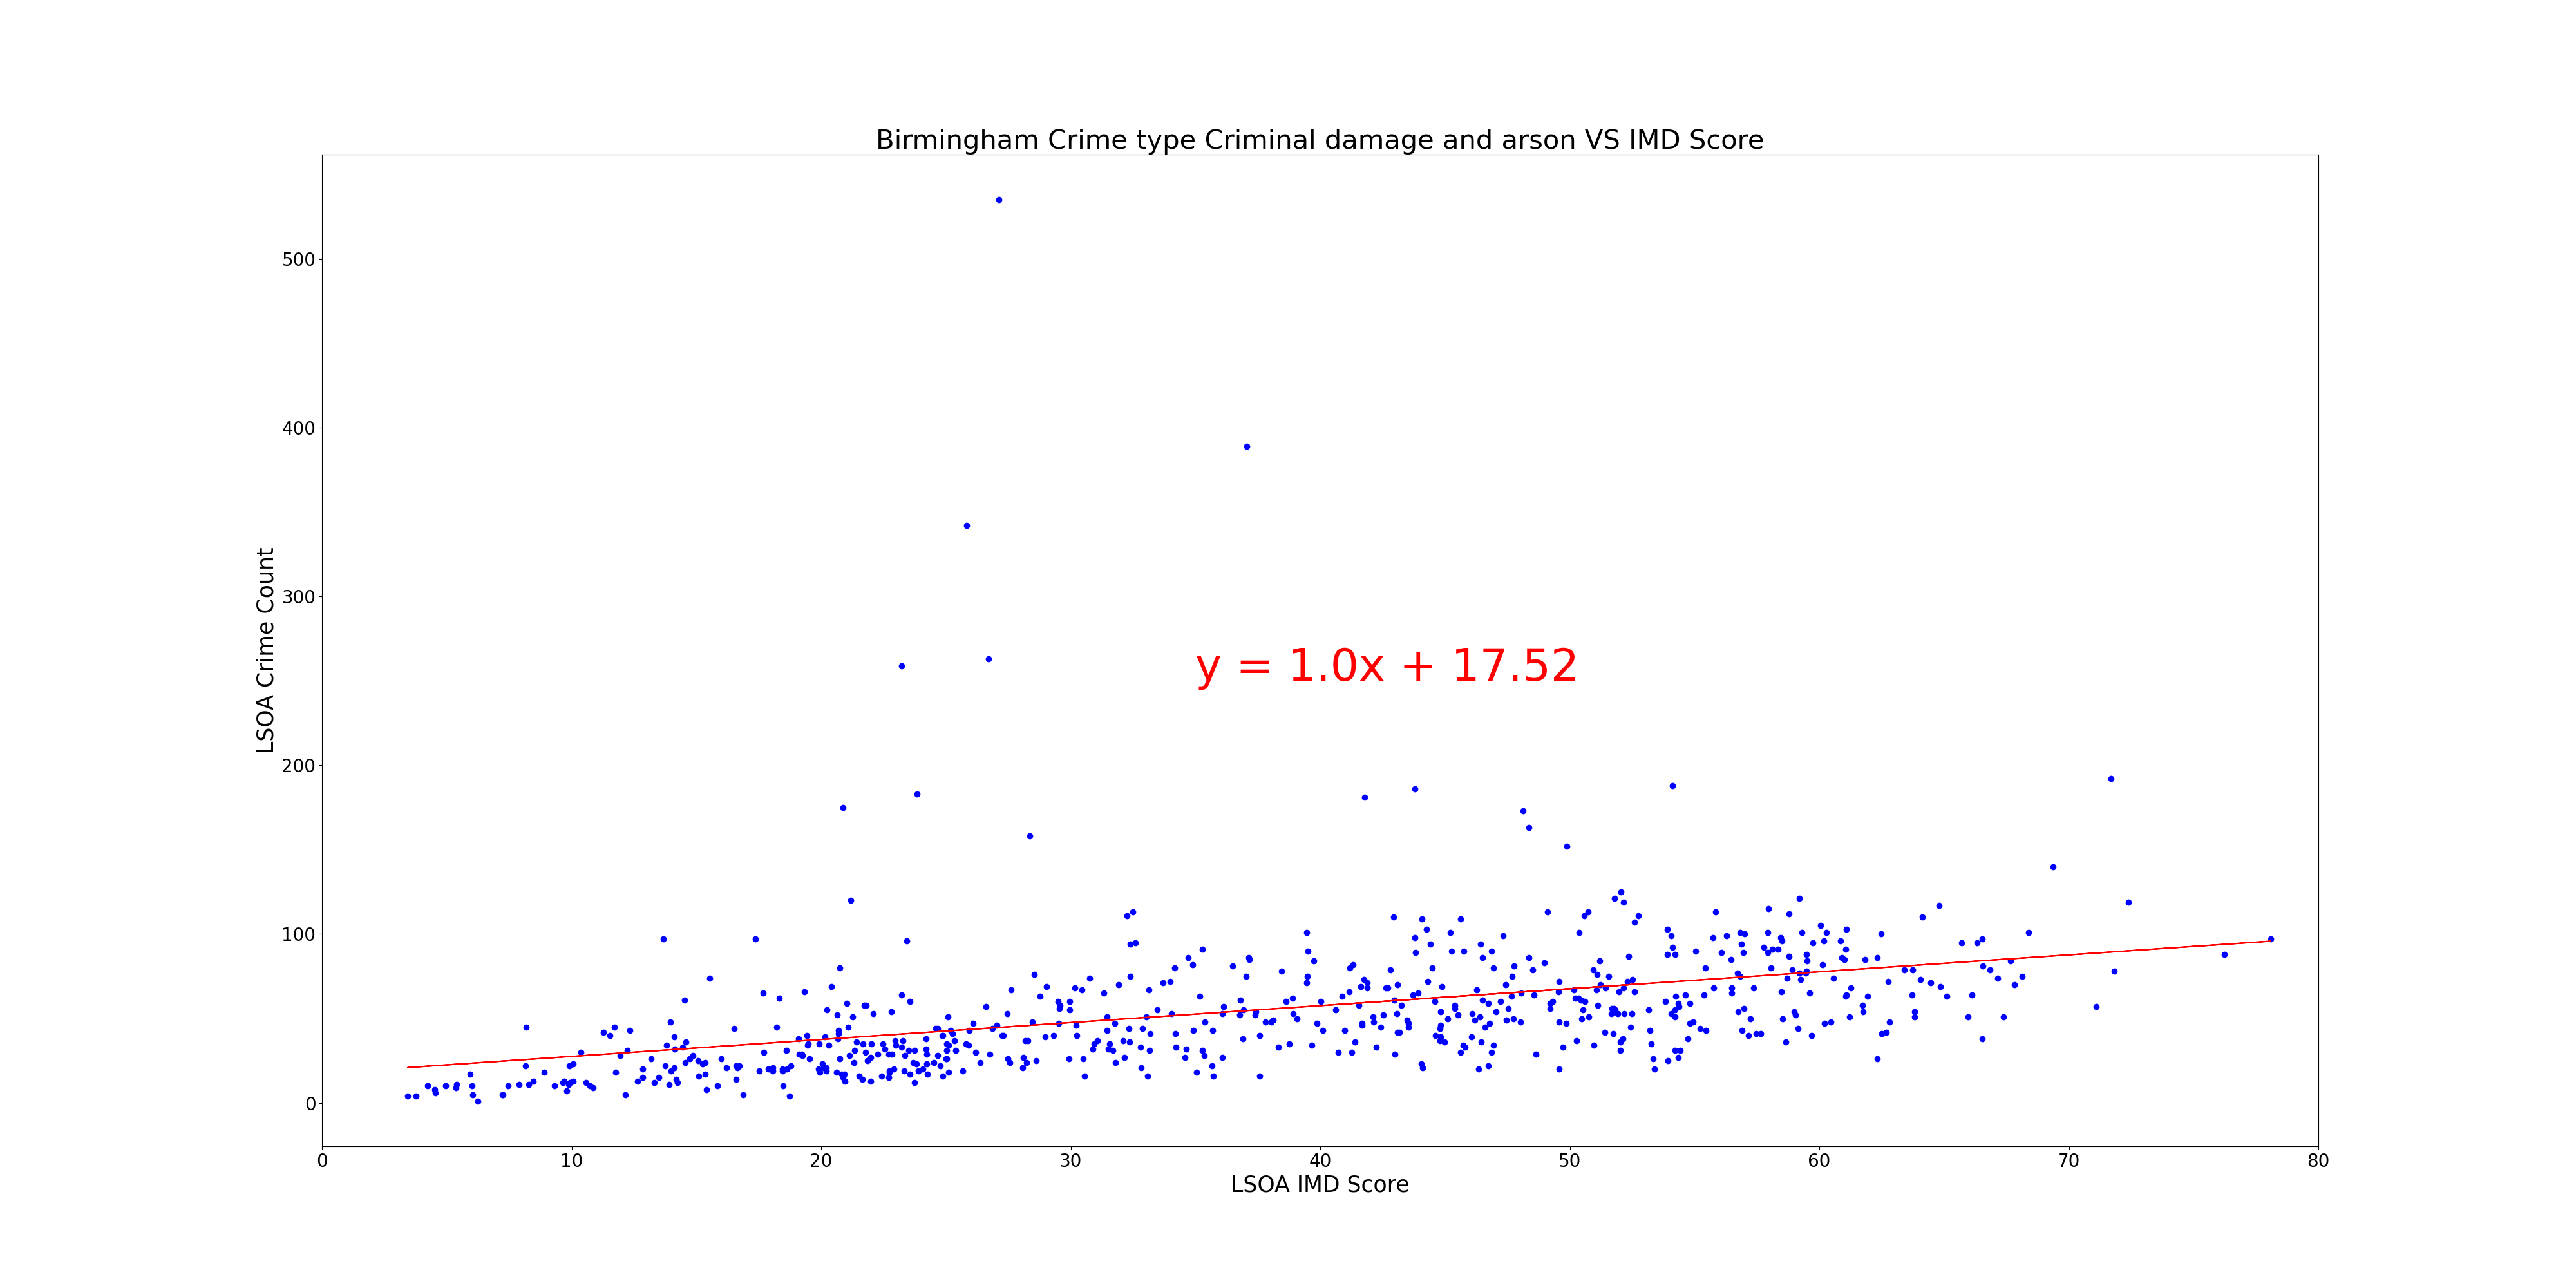 Birmingham Crime type Criminal damage and arson VS IMD Score
500
400
300
200
100
0
LSOA Crime Count
y = 1.0x + 17.52
0 10 20 30 40 50 60 70 80
LSOA IMD Score